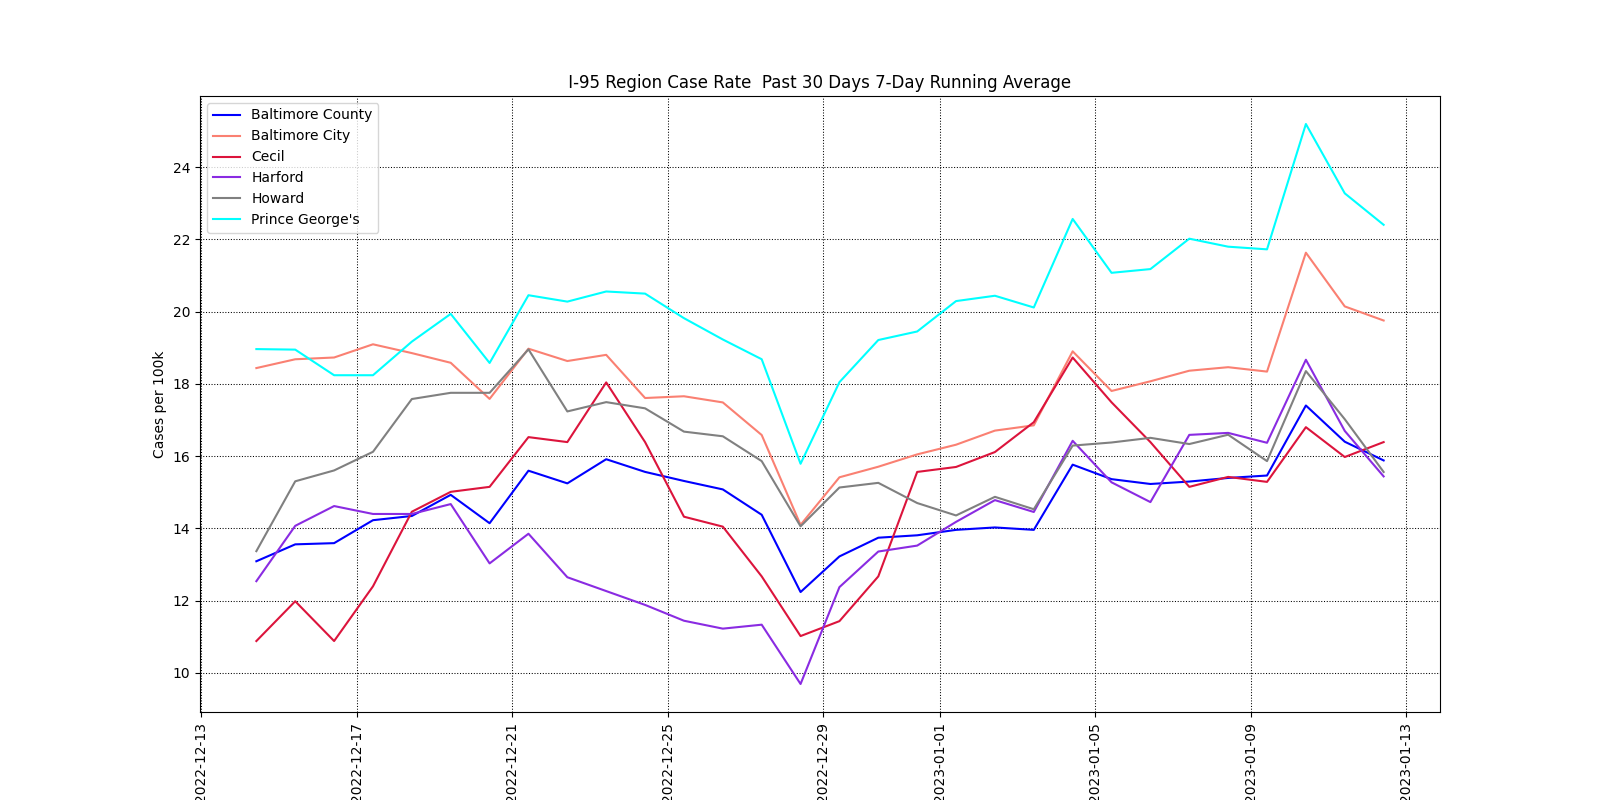 I-95 Region Case Rate  Past 30 Days 7-Day Running Average
Baltimore County
Baltimore City
Cecil
Harford
Howard
Prince George's
Cases per 100k
24
22
20
18
16
14
12
10
2022-12-13
2022-12-17
2022-12-21
2022-12-25
2022-12-29
2023-01-01
2023-01-05
2023-01-09
2023-01-13